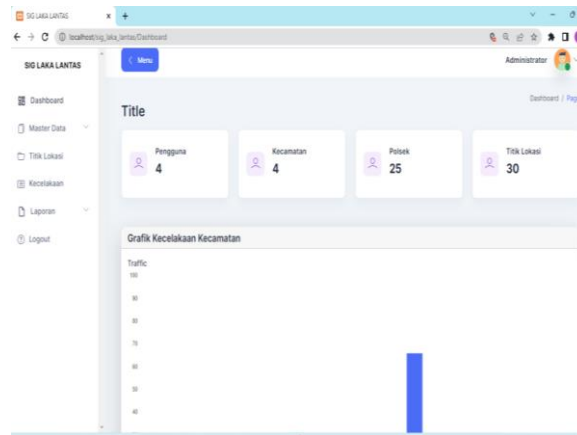 SIG LAKA LANTAS
localhost/sig_laka_lantas/Dashboard
SIG LAKA LANTAS
Menu
Administrator
Dashboard
Master Data
Titik Lokasi
Kecelakaan
Laporan
Logout
Dashboard / Pag
Title
Pengguna
4
Kecamatan
4
Polsek
25
Titik Lokasi
30
Grafik Kecelakaan Kecamatan
Traffic
100
90
80
70
60
50
40